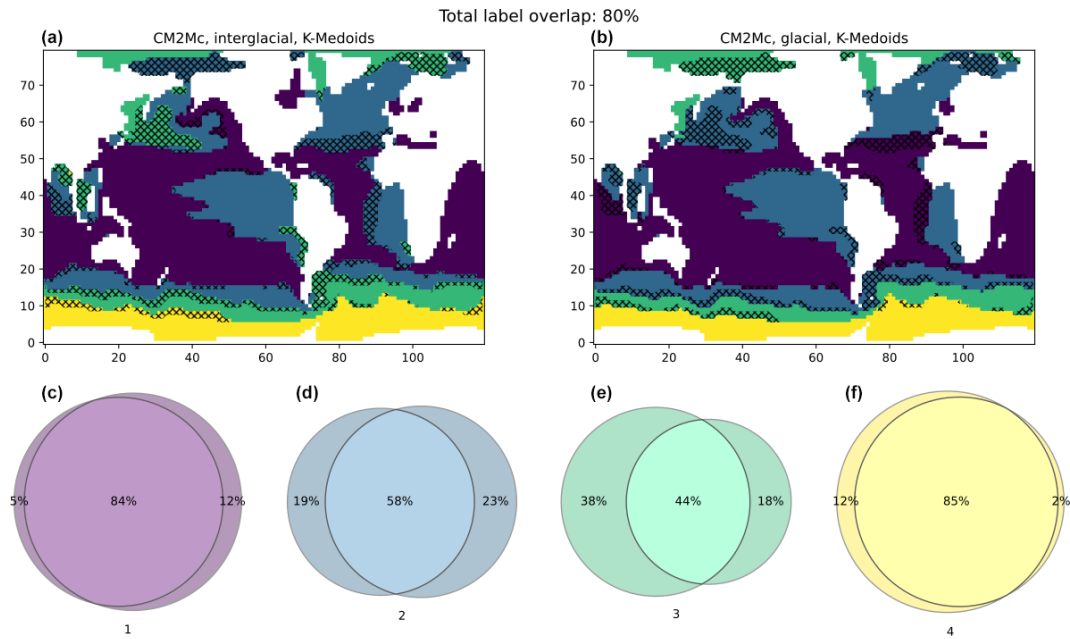 Total label overlap: 80%
(a) CM2Mc, interglacial, K-Medoids
(b) CM2Mc, glacial, K-Medoids
70
60
50
40
30
20
10
0
0 20 40 60 80 100
70
60
50
40
30
20
10
0
0 20 40 60 80 100
(c)
5% 84% 12%
1
(d)
19% 58% 23%
2
(e)
38% 44% 18%
3
(f)
12% 85% 2%
4